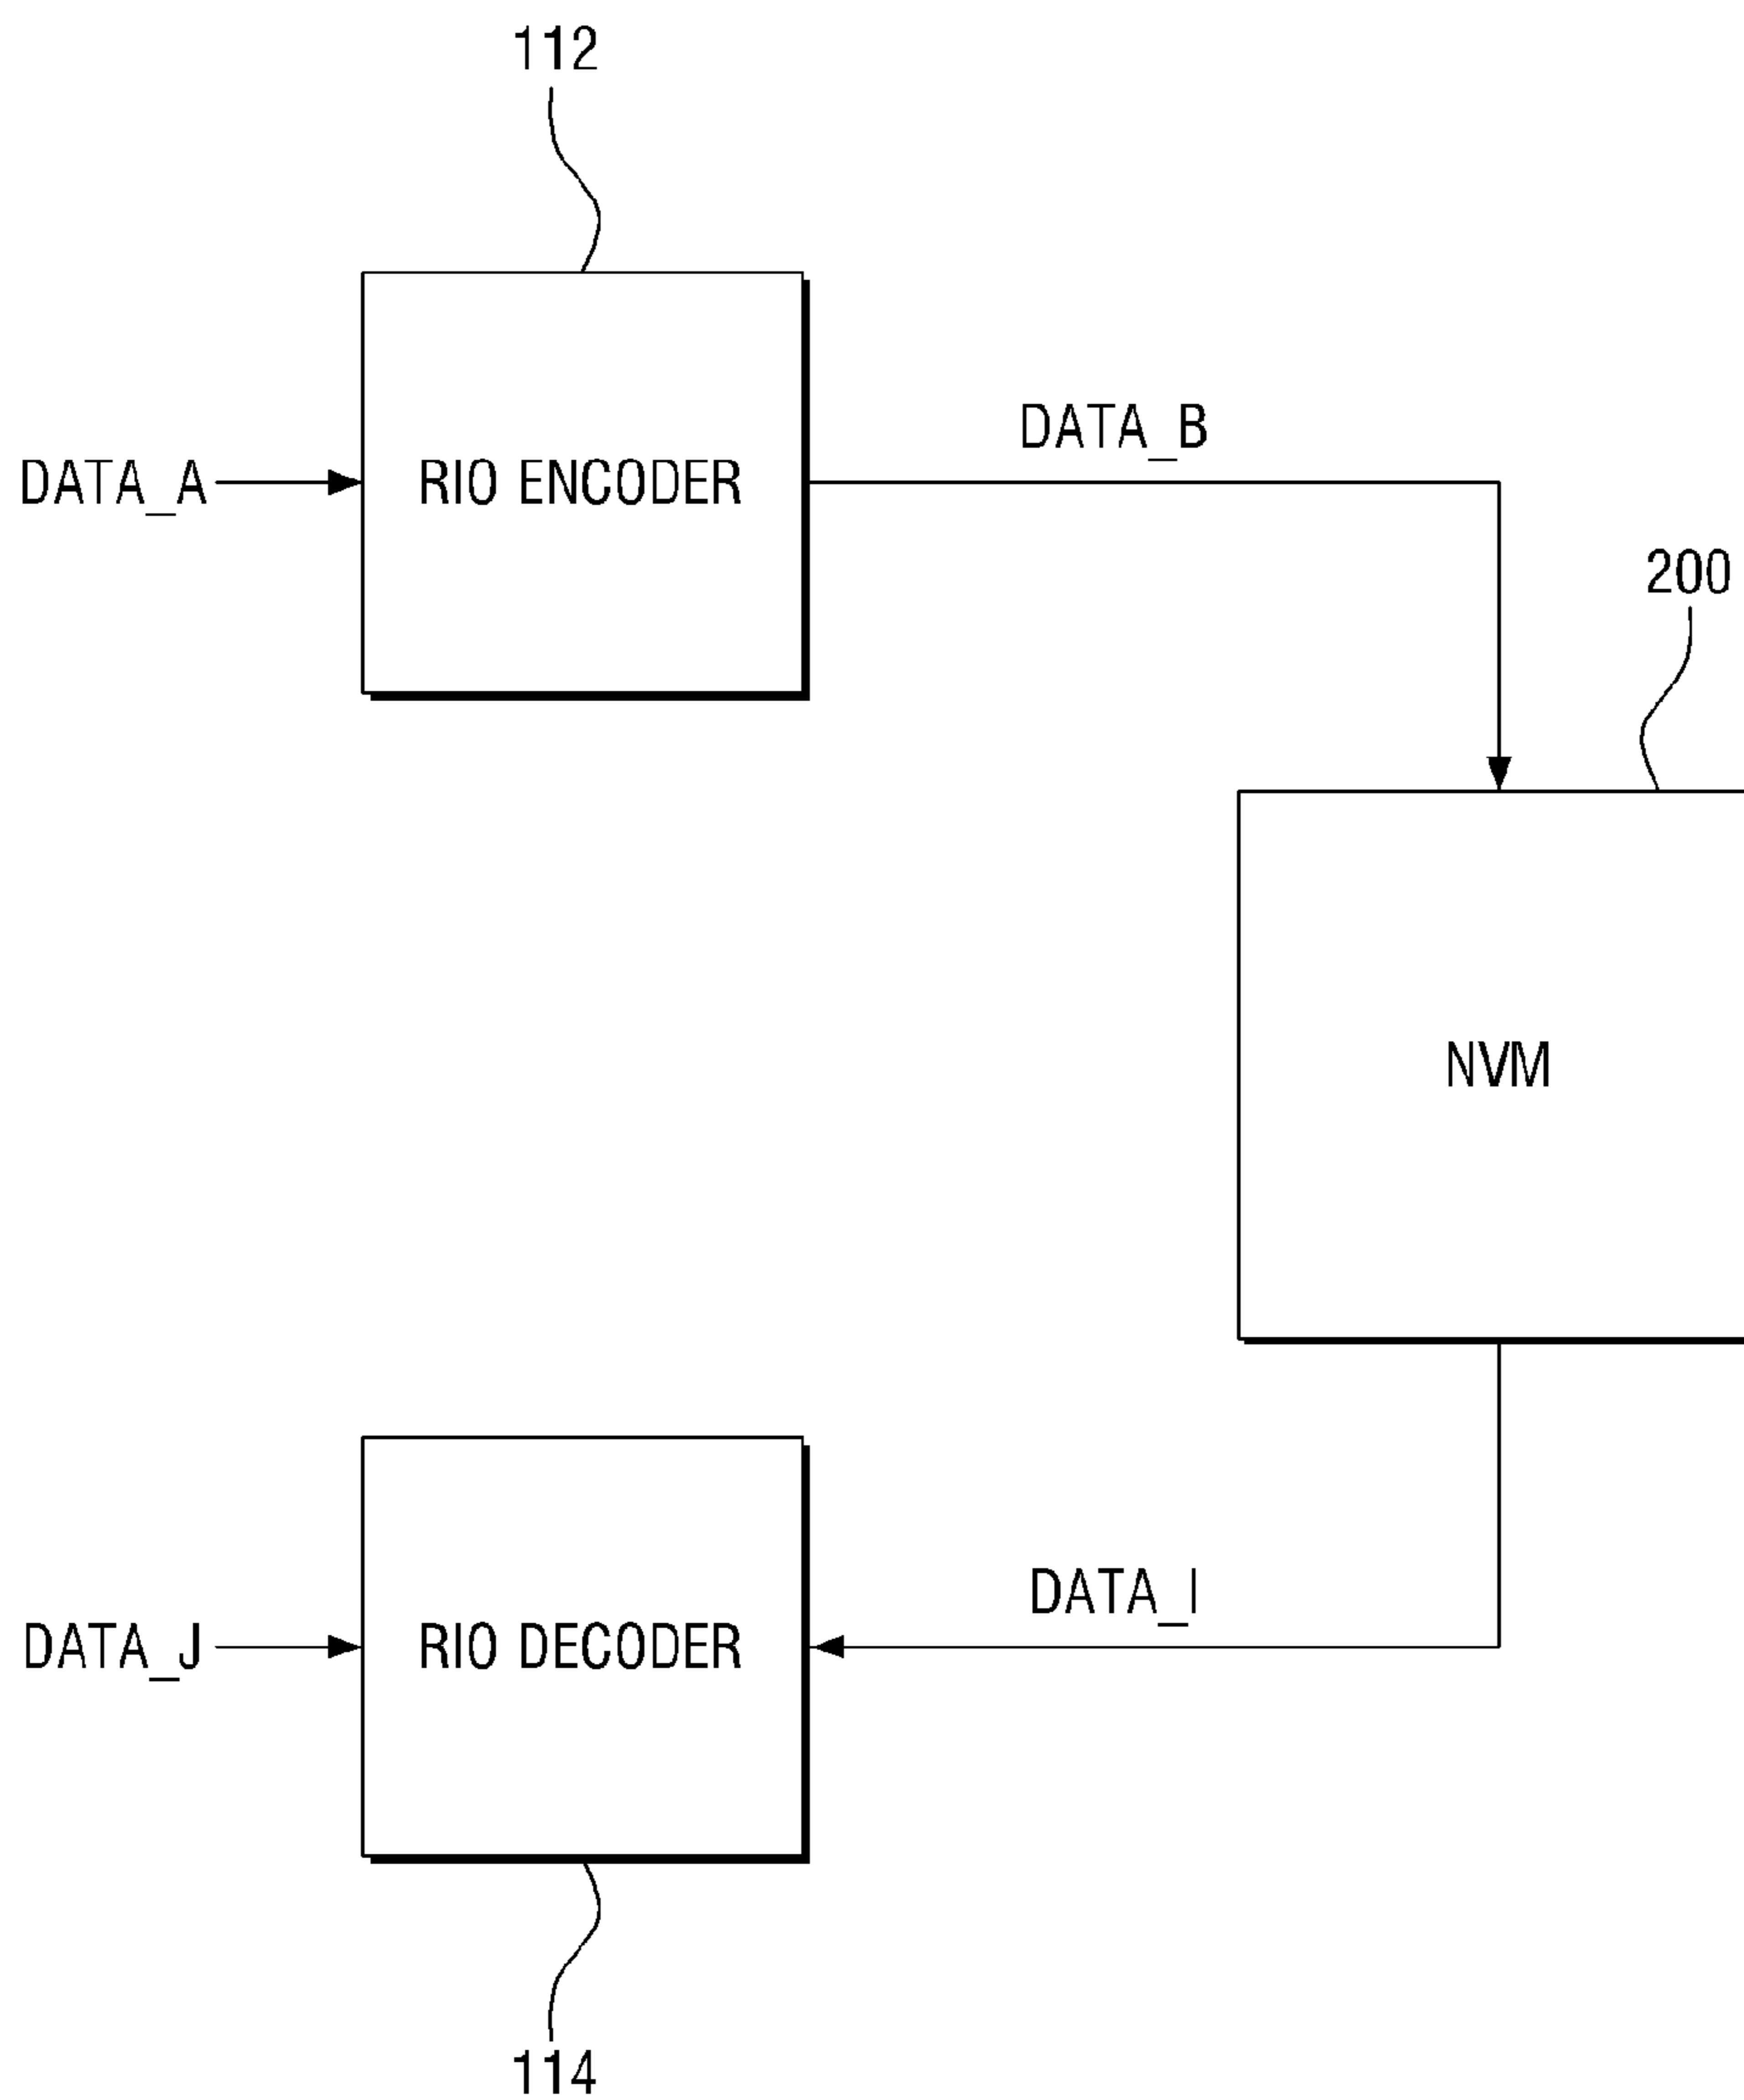 112
DATA_B
DATA_A
RIO ENCODER
200
NVM
DATA_I
DATA_J
RIO DECODER
114